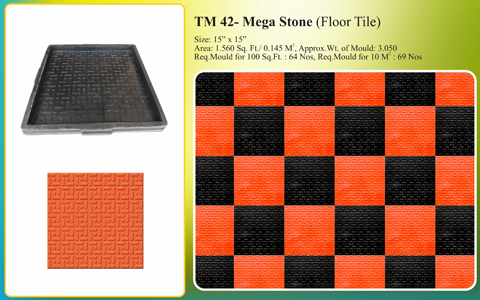 TM 42- Mega Stone (Floor Tile)
Size: 15” x 15”
Area: 1.560 Sq. Ft./ 0.145 M², Approx.Wt. of Mould: 3.050
Req.Mould for 100 Sq.Ft. : 64 Nos, Req.Mould for 10 M² : 69 Nos